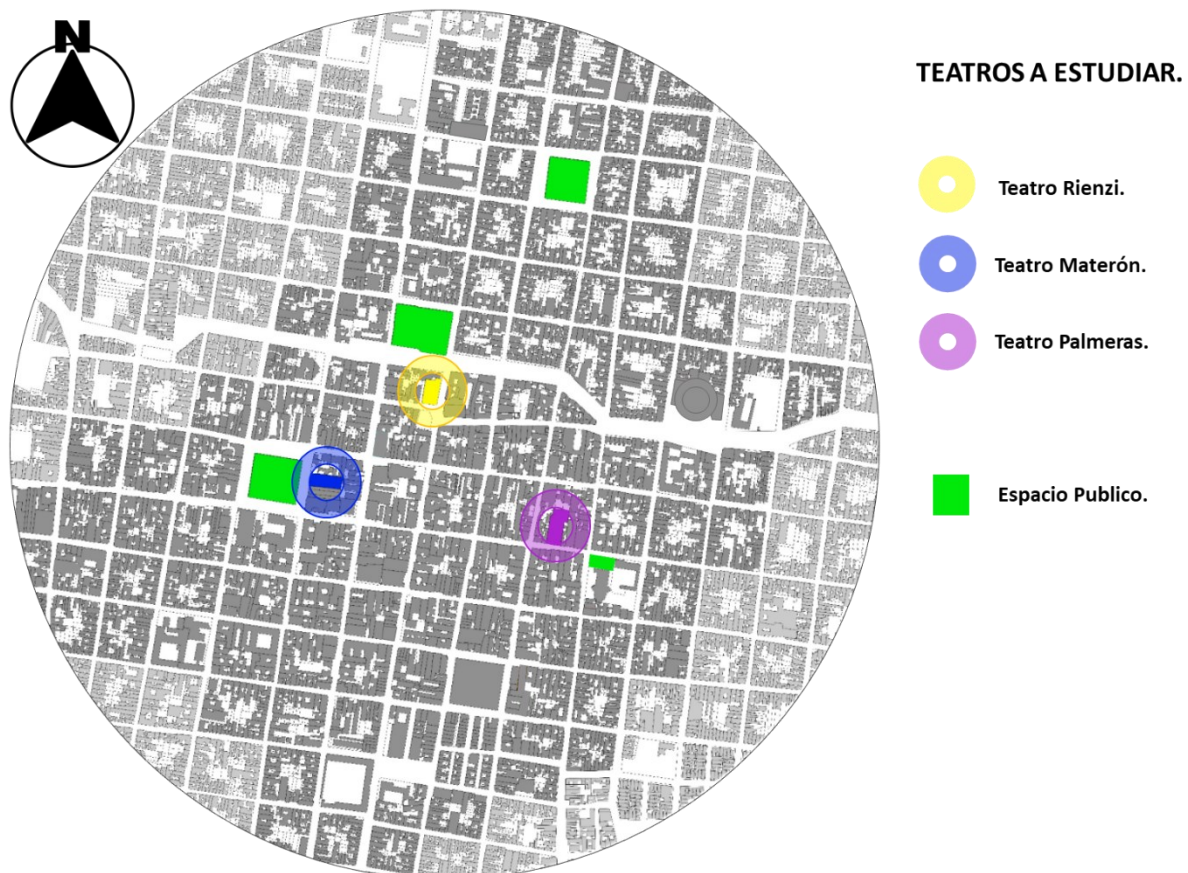 N
TEATROS A ESTUDIAR.
Teatro Rienzi.
Teatro Materón.
Teatro Palmeras.
Espacio Publico.